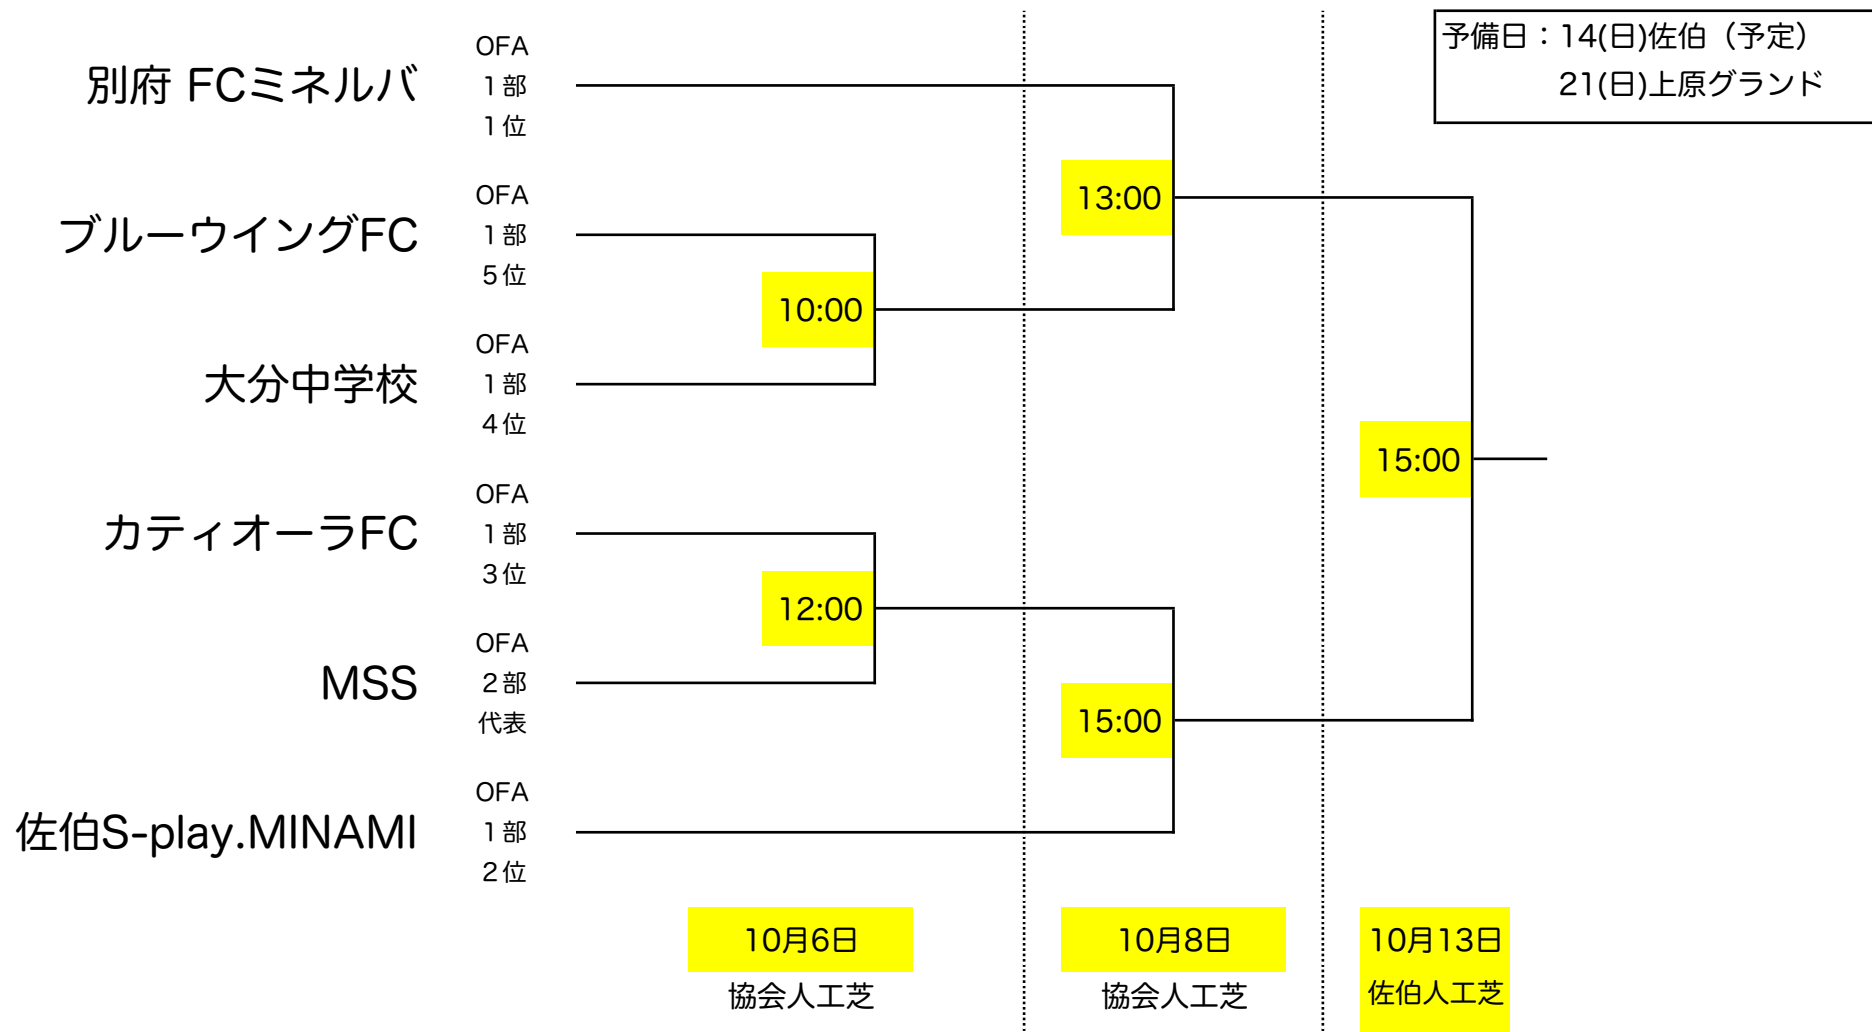 予備日：14(日)佐伯（予定）
21(日)上原グランド
別府 FCミネルバ
OFA
１部
１位
ブルーウイングFC
OFA
１部
５位
大分中学校
OFA
１部
４位
カティオーラFC
OFA
１部
３位
MSS
OFA
２部
代表
佐伯S-play.MINAMI
OFA
１部
２位
10:00
12:00
13:00
15:00
15:00
10月6日
協会人工芝
10月8日
協会人工芝
10月13日
佐伯人工芝